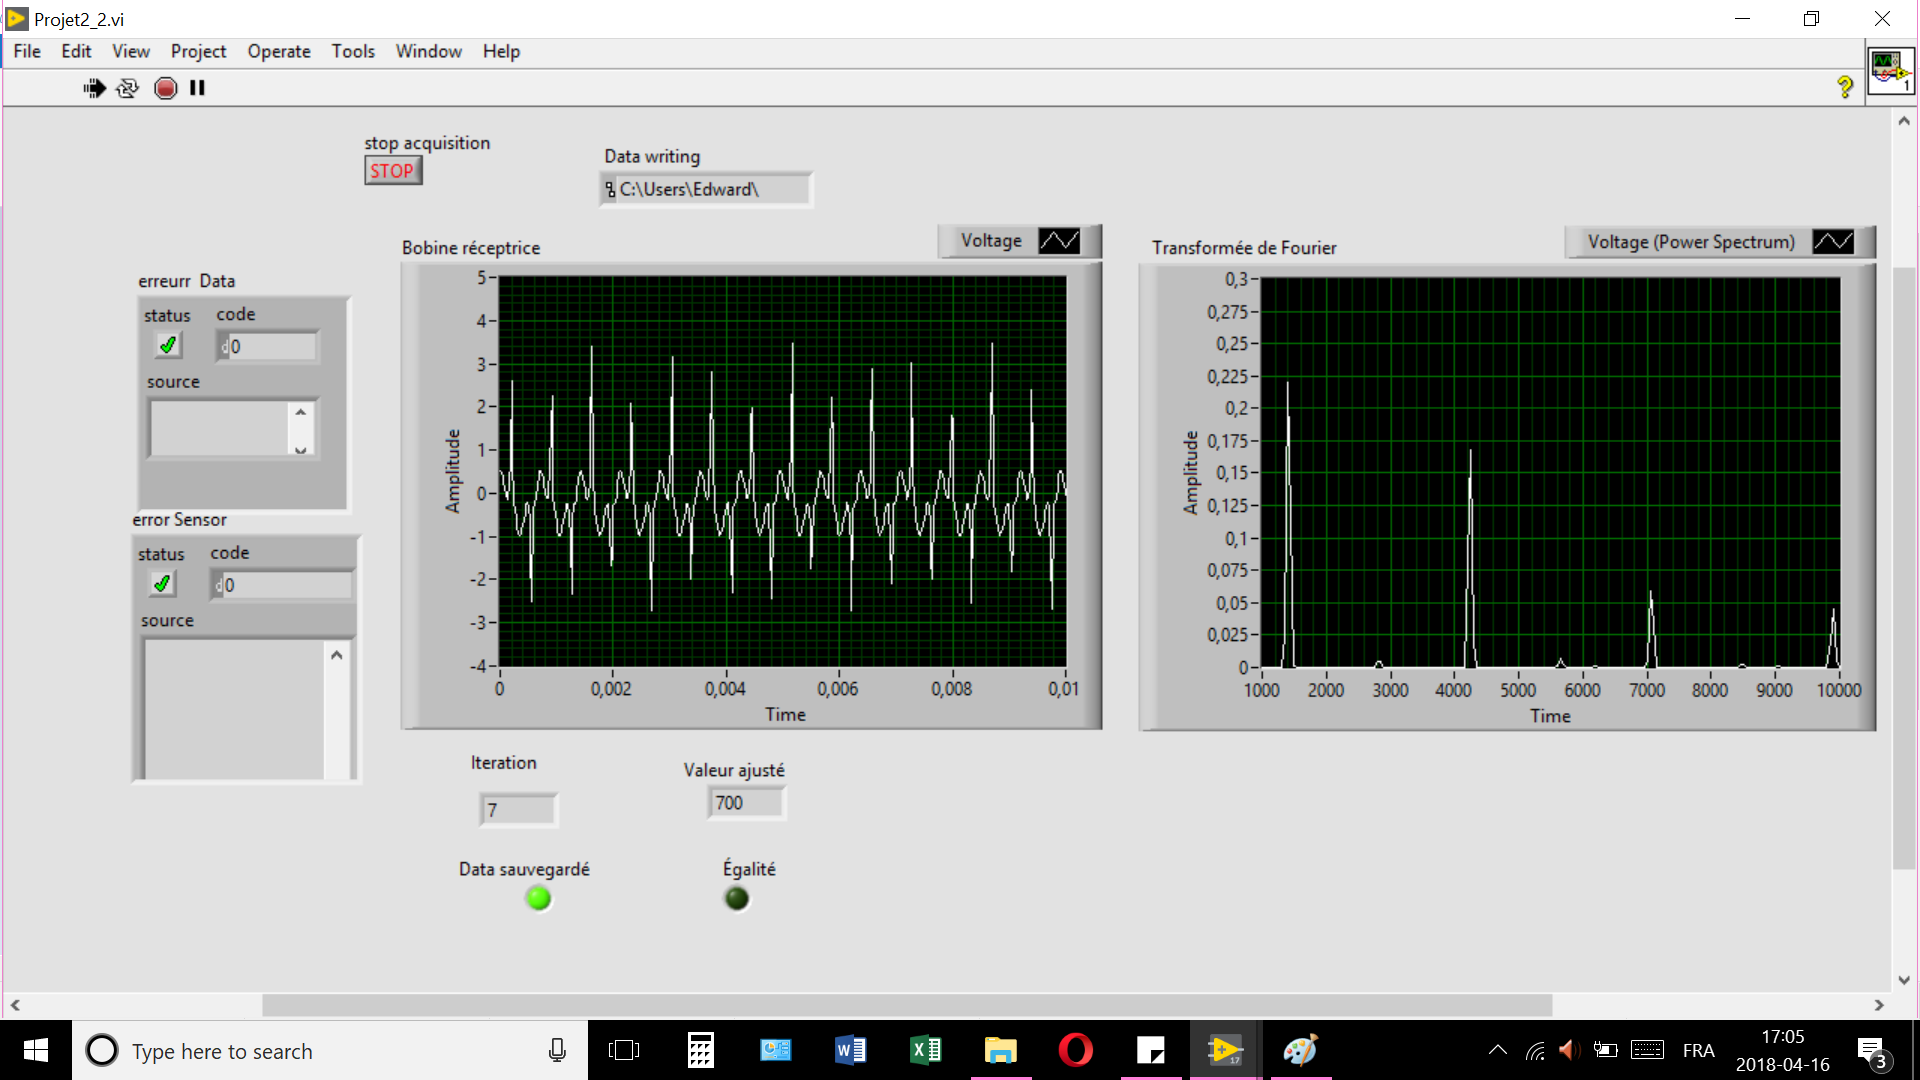 Projet2_2.vi
File Edit View Project Operate Tools Window Help
1
stop acquisition
STOP
Data writing
C:\Users\Edward\
Bobine réceptrice
Voltage
5
4
3
2
1
0
-1
-2
-3
-4
Amplitude
0 0,002 0,004 0,006 0,008 0,01
Time
Transformée de Fourier
Voltage (Power Spectrum)
0,3
0,275
0,25
0,225
0,2
0,175
0,15
0,125
0,1
0,075
0,05
0,025
0
Amplitude
1000 2000 3000 4000 5000 6000 7000 8000 9000 10000
Time
erreurr Data
status code
d 0
source
error Sensor
status code
d 0
source
Iteration
7
Valeur ajusté
700
Data sauvegardé
Égalité
Type here to search
17
FRA
17:05
2018-04-16
3